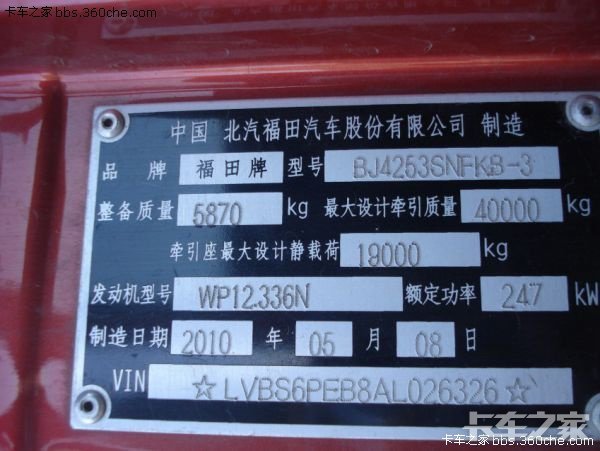 卡车之家 bbs.360che.com
中国 北汽福田汽车股份有限公司 制造
品牌 福田牌 型号 BJ4253SNFKB-3
整备质量 5870 kg 最大设计牵引质量 40000 kg
牵引座最大设计静载荷 19000 kg
发动机型号 WP12.336N 额定功率 247 kW
制造日期 2010 年 05 月 08 日
VIN ☆LVBS6PEB8AL026326☆
卡车之家
卡车之家 bbs.360che.com